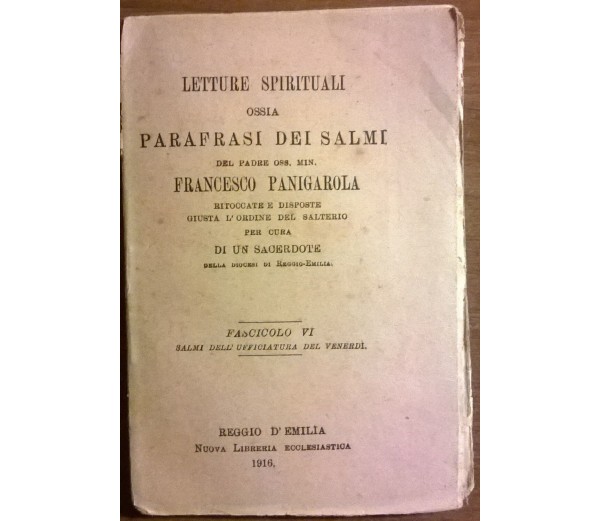 LETTURE SPIRITUALI
OSSIA
PARAFRASI DEI SALMI
DEL PADRE OSS. MIN.
FRANCESCO PANIGAROLA
RITOCCATE E DISPOSTE
GIUSTA L'ORDINE DEL SALTERIO
PER CURA
DI UN SACERDOTE
DELLA DIOCESI DI REGGIO-EMILIA.
FASCICOLO VI
SALMI DELL'UFFICIATURA DEL VENERDÌ.
REGGIO D'EMILIA
NUOVA LIBRERIA ECCLESIASTICA
1916.